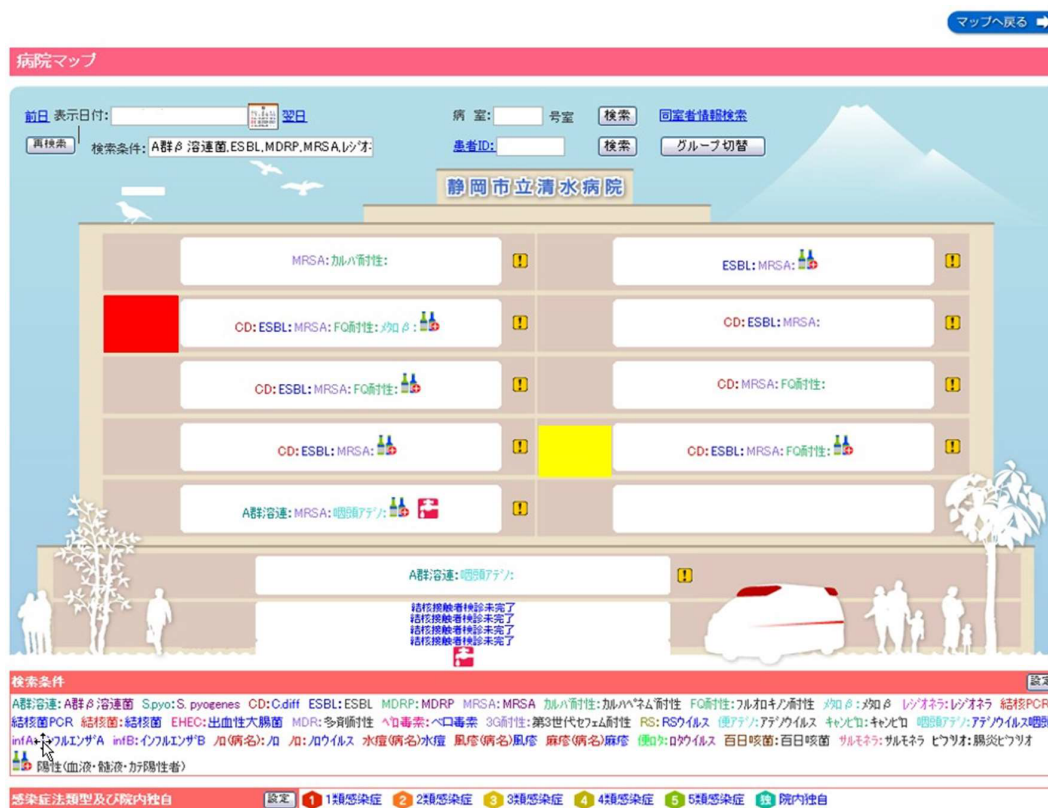 マップへ戻る
病院マップ
前日 表示日付: 翌日 病 室: 号室 検索 同室者情報検索
再検索 検索条件: A群β溶連菌,ESBL,MDRP,MRSA,レジオ 患者ID: 検索 グループ切替
静岡市立清水病院
MRSA:カルバ耐性:
ESBL:MRSA:
CD:ESBL:MRSA:FQ耐性:メタロβ:
CD:ESBL:MRSA:
CD:ESBL:MRSA:FQ耐性:
CD:MRSA:FQ耐性:
CD:ESBL:MRSA:
CD:ESBL:MRSA:FQ耐性:
A群溶連:MRSA:咽頭アデノ:
A群溶連:咽頭アデノ:
結核接触者検診未完了
結核接触者検診未完了
結核接触者検診未完了
結核接触者検診未完了
検索条件 設定
A群溶連:A群β溶連菌 S.pyo:S. pyogenes CD:C.diff ESBL:ESBL MDRP:MDRP MRSA:MRSA カルバ耐性:カルバペネム耐性 FQ耐性:フルオロキノ耐性 メタロβ:メタロβ レジオネラ:レジオネラ 結核PCR
結核菌PCR 結核菌:結核菌 EHEC:出血性大腸菌 MDR:多剤耐性 ベロ毒素:ベロ毒素 3G耐性:第3世代セフェム耐性 RS:RSウイルス 便アデノ:アデノウイルス キャンピロ:キャンピロ 咽頭アデノ:アデノウイルス咽頭
infA:インフルエンザA infB:インフルエンザB ノロ(病名):ノロ ノロ:ノロウイルス 水痘(病名)水痘 風疹(病名)風疹 麻疹(病名)麻疹 便ロタ:ロタウイルス 百日咳菌:百日咳菌 サルモネラ:サルモネラ ビブリオ:腸炎ビブリオ
陽性(血液・髄液・カテ陽性者)
感染症法類型及び院内独自 設定 1 1類感染症 2 2類感染症 3 3類感染症 4 4類感染症 5 5類感染症 独 院内独自